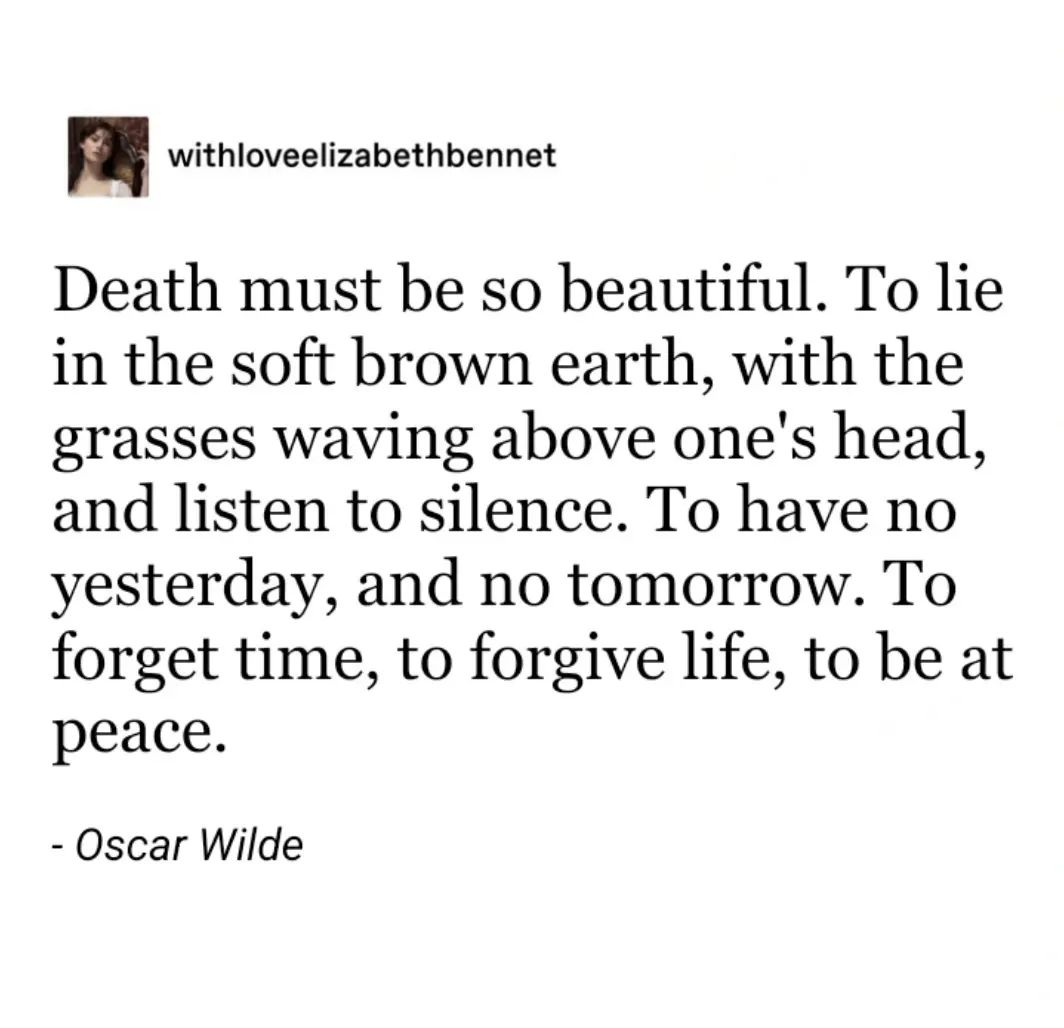 withloveelizabethbennet
Death must be so beautiful. To lie
in the soft brown earth, with the
grasses waving above one's head,
and listen to silence. To have no
yesterday, and no tomorrow. To
forget time, to forgive life, to be at
peace.
- Oscar Wilde